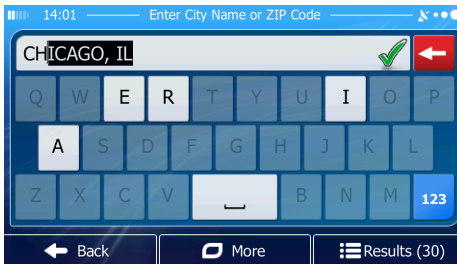 14:01 Enter City Name or ZIP Code
CHICAGO, IL
Q W E R T Y U I O P
A S D F G H J K L
Z X C V B N M 123
Back More Results (30)